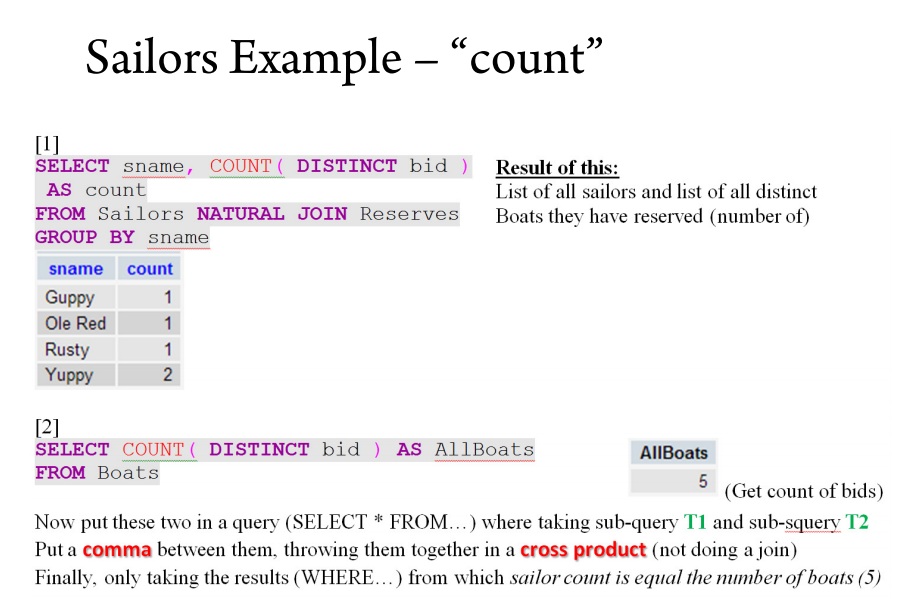 Sailors Example – “count”
[1]
SELECT sname, COUNT( DISTINCT bid )
AS count
FROM Sailors NATURAL JOIN Reserves
GROUP BY sname
Result of this:
List of all sailors and list of all distinct
Boats they have reserved (number of)
sname count
Guppy 1
Ole Red 1
Rusty 1
Yuppy 2
[2]
SELECT COUNT( DISTINCT bid ) AS AllBoats
FROM Boats
AllBoats
5
(Get count of bids)
Now put these two in a query (SELECT * FROM…) where taking sub-query T1 and sub-squery T2
Put a comma between them, throwing them together in a cross product (not doing a join)
Finally, only taking the results (WHERE…) from which sailor count is equal the number of boats (5)